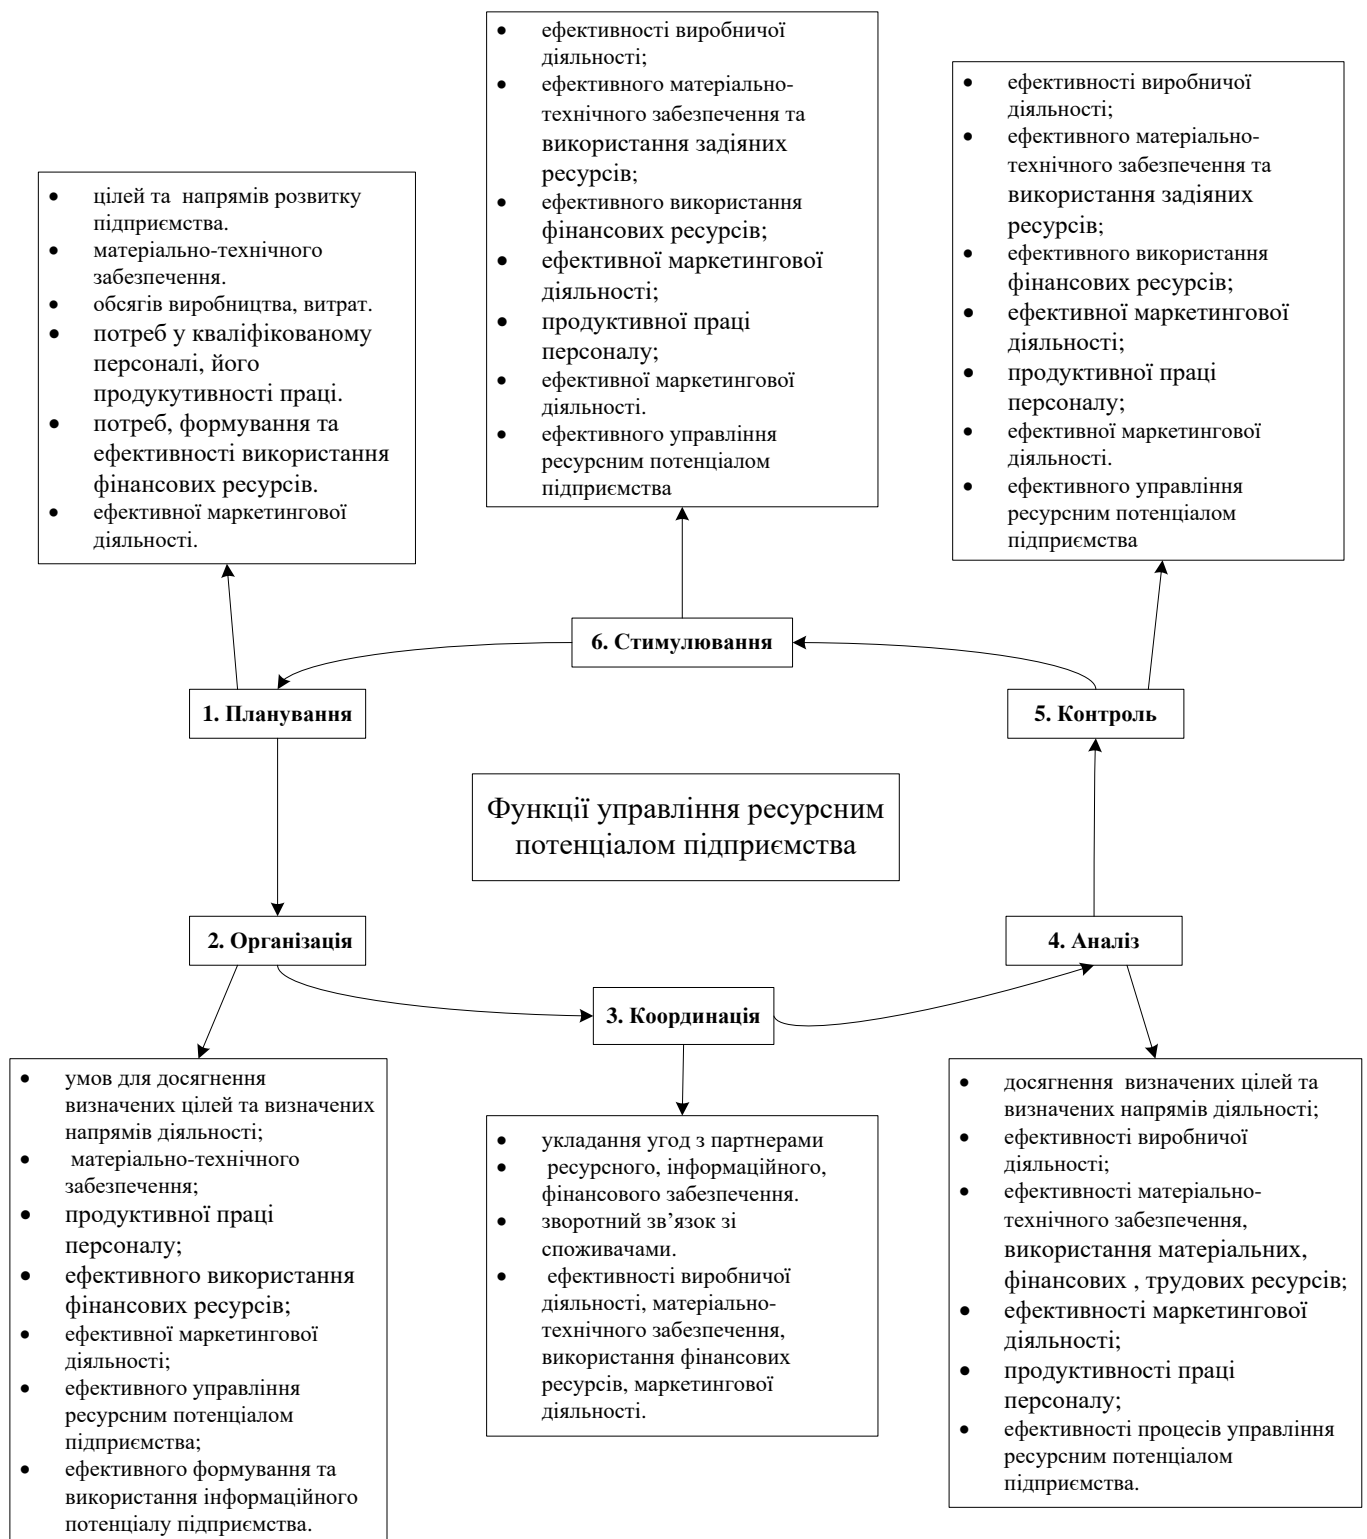 ефективності виробничої
діяльності;
ефективного матеріально-
технічного забезпечення та
використання задіяних
ресурсів;
ефективного використання
фінансових ресурсів;
ефективної маркетингової
діяльності;
продуктивної праці
персоналу;
ефективної маркетингової
діяльності.
ефективного управління
ресурсним потенціалом
підприємства
ефективності виробничої
діяльності;
ефективного матеріально-
технічного забезпечення та
використання задіяних
ресурсів;
ефективного використання
фінансових ресурсів;
ефективної маркетингової
діяльності;
продуктивної праці
персоналу;
ефективної маркетингової
діяльності.
ефективного управління
ресурсним потенціалом
підприємства
цілей та напрямів розвитку
підприємства.
матеріально-технічного
забезпечення.
обсягів виробництва, витрат.
потреб у кваліфікованому
персоналі, його
продукутивності праці.
потреб, формування та
ефективності використання
фінансових ресурсів.
ефективної маркетингової
діяльності.
6. Стимулювання
1. Планування
5. Контроль
Функції управління ресурсним
потенціалом підприємства
2. Організація
4. Аналіз
3. Координація
умов для досягнення
визначених цілей та визначених
напрямів діяльності;
матеріально-технічного
забезпечення;
продуктивної праці
персоналу;
ефективного використання
фінансових ресурсів;
ефективної маркетингової
діяльності;
ефективного управління
ресурсним потенціалом
підприємства;
ефективного формування та
використання інформаційного
потенціалу підприємства.
укладання угод з партнерами
ресурсного, інформаційного,
фінансового забезпечення.
зворотний зв’язок зі
споживачами.
ефективності виробничої
діяльності, матеріально-
технічного забезпечення,
використання фінансових
ресурсів, маркетингової
діяльності.
досягнення визначених цілей та
визначених напрямів діяльності;
ефективності виробничої
діяльності;
ефективності матеріально-
технічного забезпечення,
використання матеріальних,
фінансових , трудових ресурсів;
ефективності маркетингової
діяльності;
продуктивності праці
персоналу;
ефективності процесів управління
ресурсним потенціалом
підприємства.